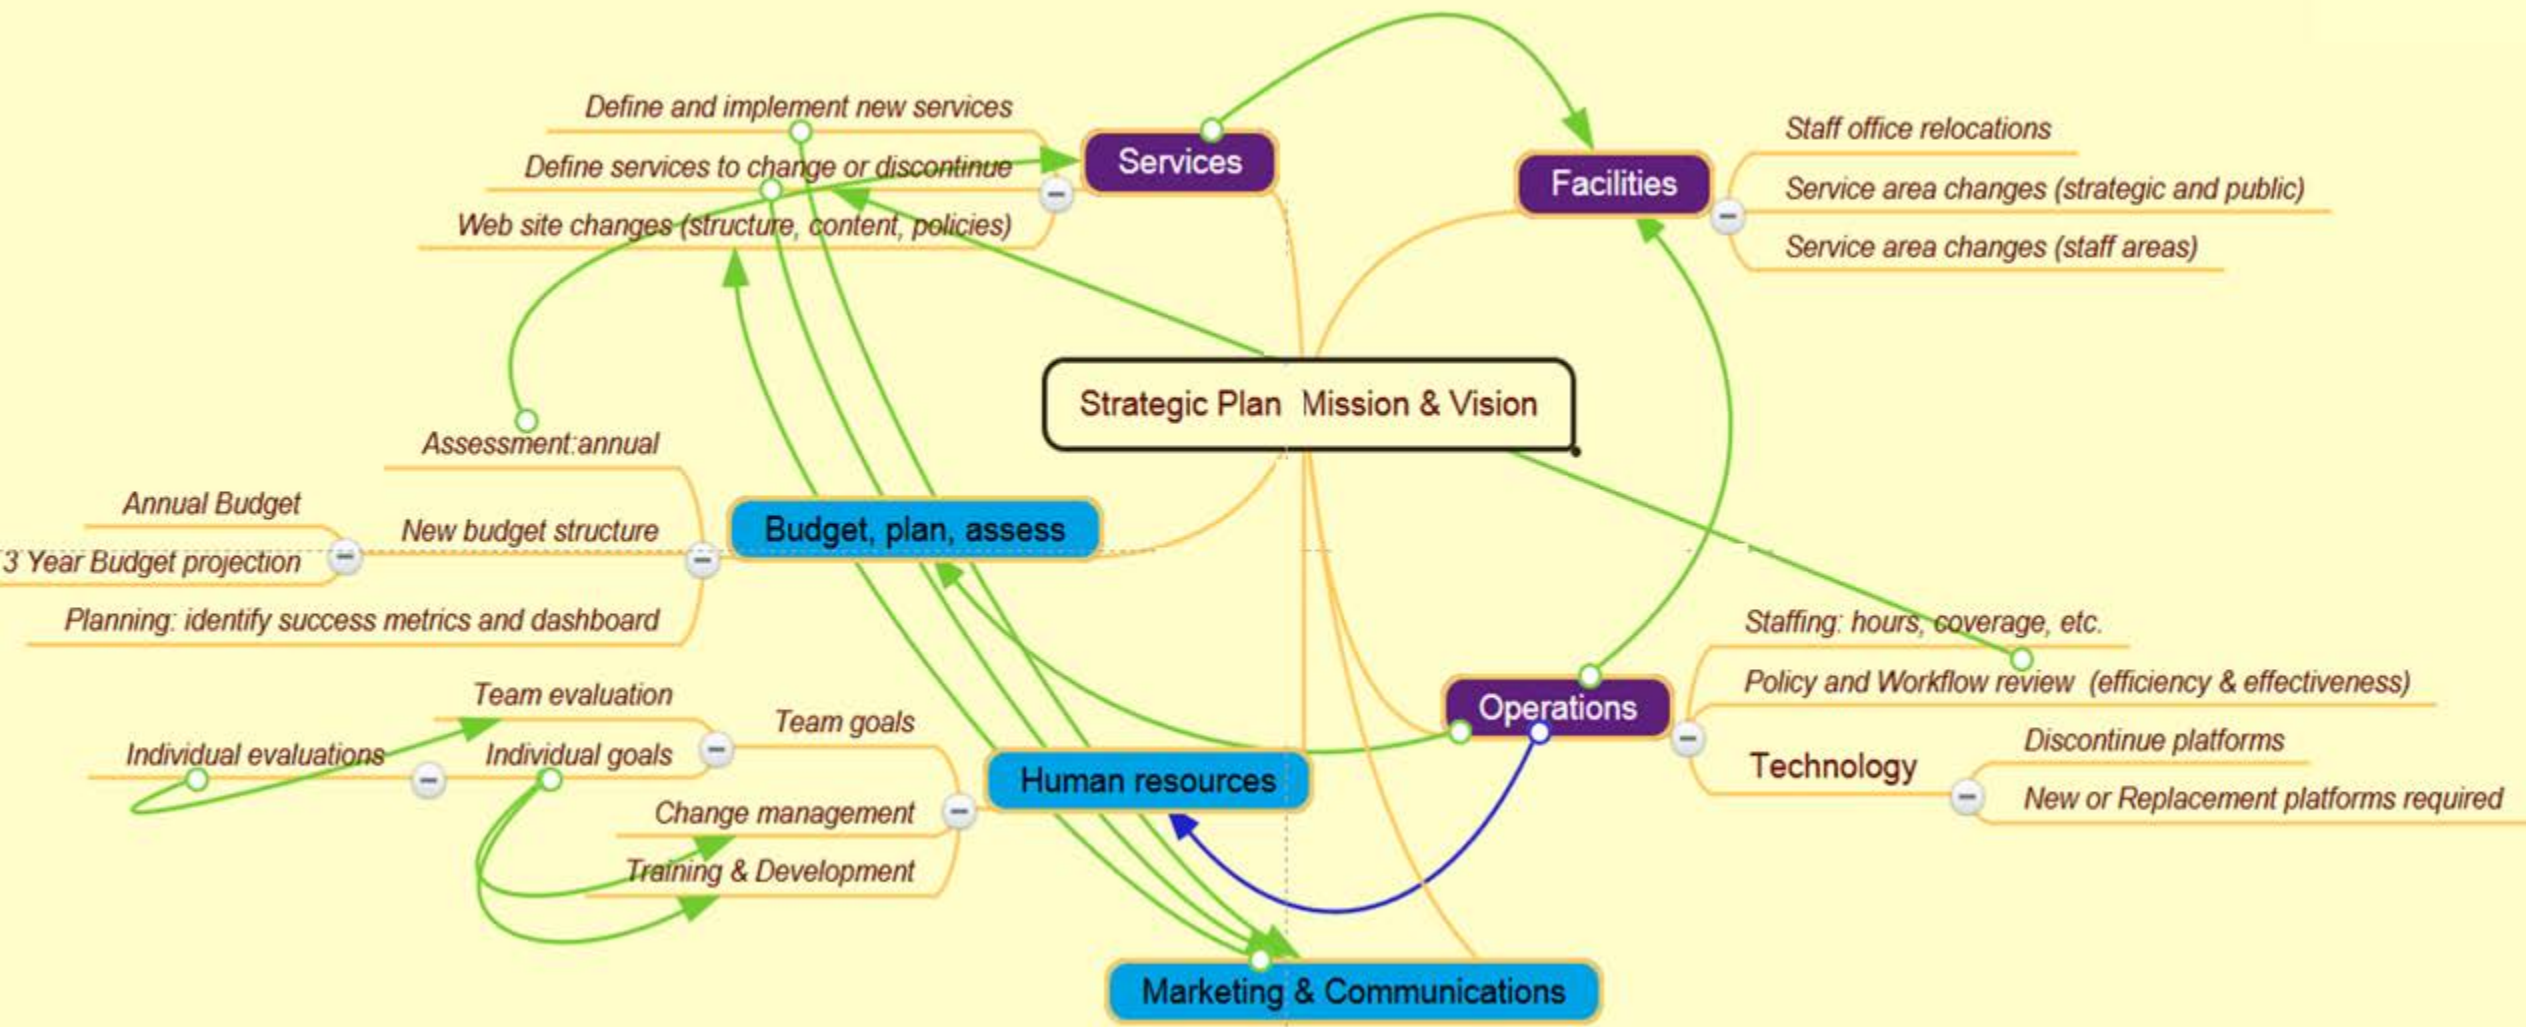 Define and implement new services
Define services to change or discontinue
Web site changes (structure, content, policies)
Services
Facilities
Staff office relocations
Service area changes (strategic and public)
Service area changes (staff areas)
Strategic Plan Mission & Vision
Assessment:annual
Annual Budget
New budget structure
3 Year Budget projection
Planning: identify success metrics and dashboard
Budget, plan, assess
Team evaluation
Team goals
Individual evaluations
Individual goals
Change management
Training & Development
Human resources
Operations
Staffing: hours, coverage, etc.
Policy and Workflow review (efficiency & effectiveness)
Technology
Discontinue platforms
New or Replacement platforms required
Marketing & Communications